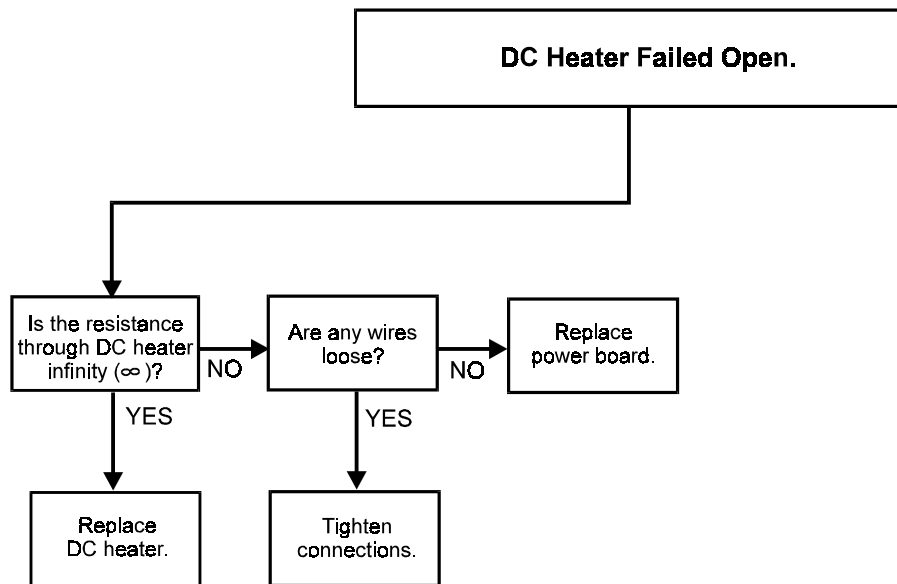 DC Heater Failed Open.
Is the resistance
through DC heater
infinity (∞)?
NO
Are any wires
loose?
NO
Replace
power board.
YES
YES
Replace
DC heater.
Tighten
connections.